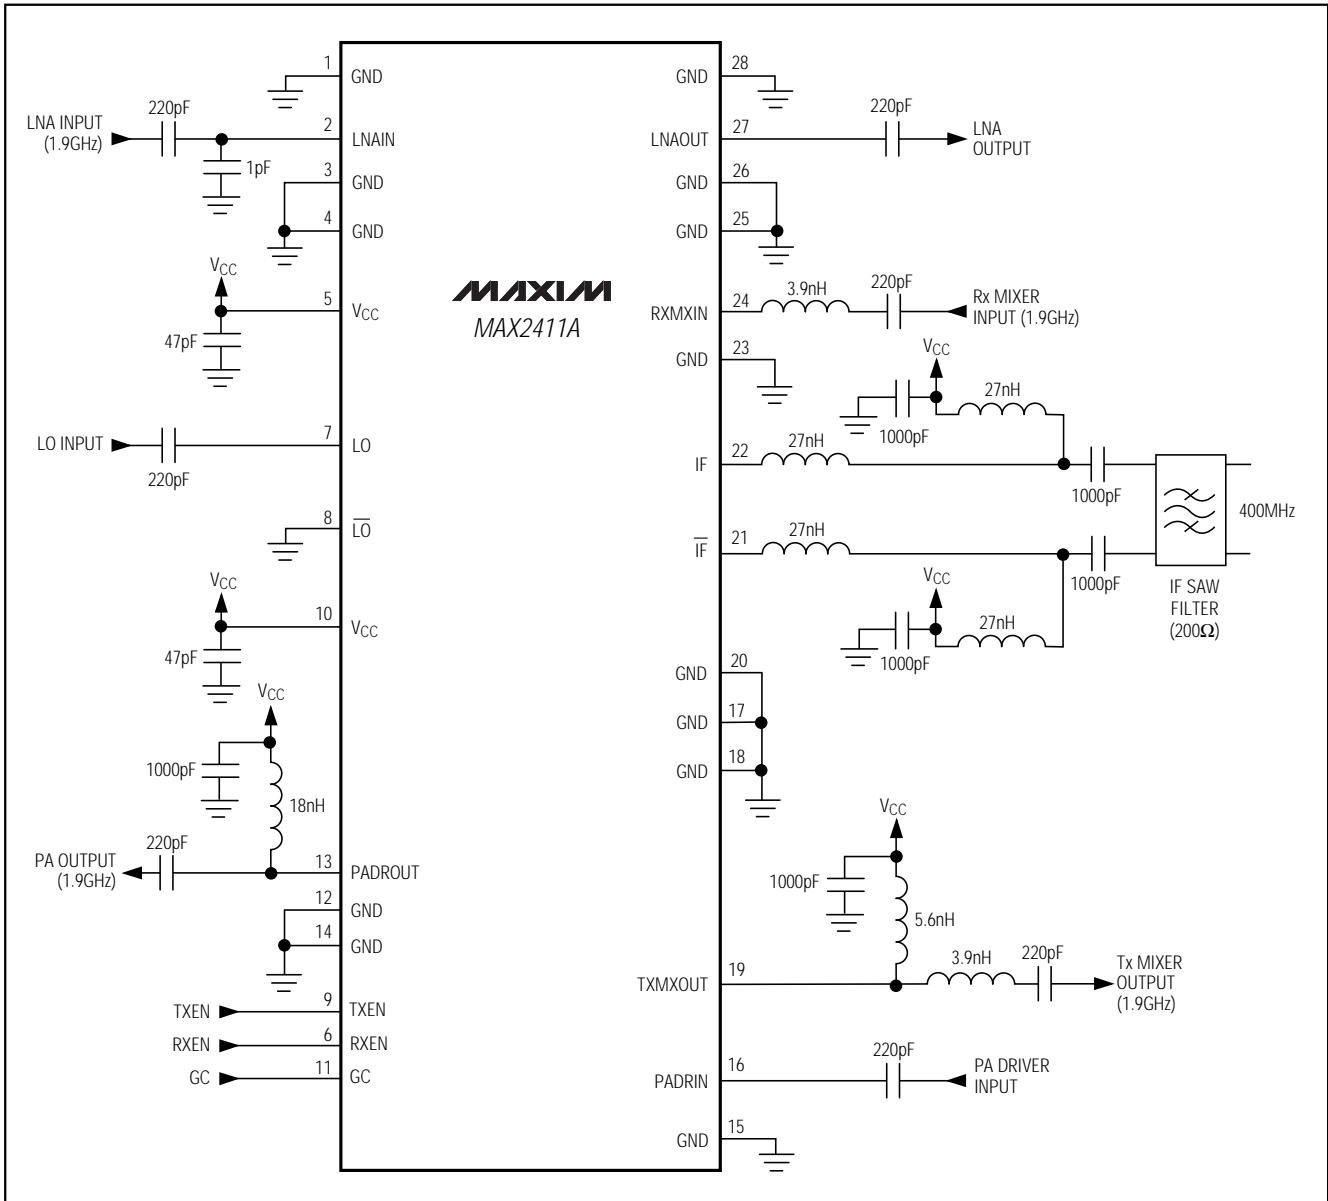 1
GND
220pF
LNA INPUT
(1.9GHz)
2
LNAIN
1pF
3
GND
4
GND
VCC
5
VCC
47pF
LO INPUT
7
LO
220pF
8
L̅O̅
VCC
10
VCC
47pF
VCC
1000pF
18nH
220pF
PA OUTPUT
(1.9GHz)
13
PADROUT
12
GND
14
GND
TXEN
9
TXEN
RXEN
6
RXEN
GC
11
GC
MAXIM
MAX2411A
GND
28
220pF
LNAOUT
27
LNA
OUTPUT
GND
26
GND
25
RXMXIN
24
3.9nH
220pF
Rx MIXER
INPUT (1.9GHz)
GND
23
VCC
27nH
1000pF
IF
22
27nH
1000pF
400MHz
I̅F̅
21
27nH
1000pF
IF SAW
FILTER
(200Ω)
VCC
27nH
1000pF
GND
20
GND
17
GND
18
VCC
1000pF
5.6nH
TXMXOUT
19
3.9nH
220pF
Tx MIXER
OUTPUT
(1.9GHz)
PADRIN
16
220pF
PA DRIVER
INPUT
GND
15